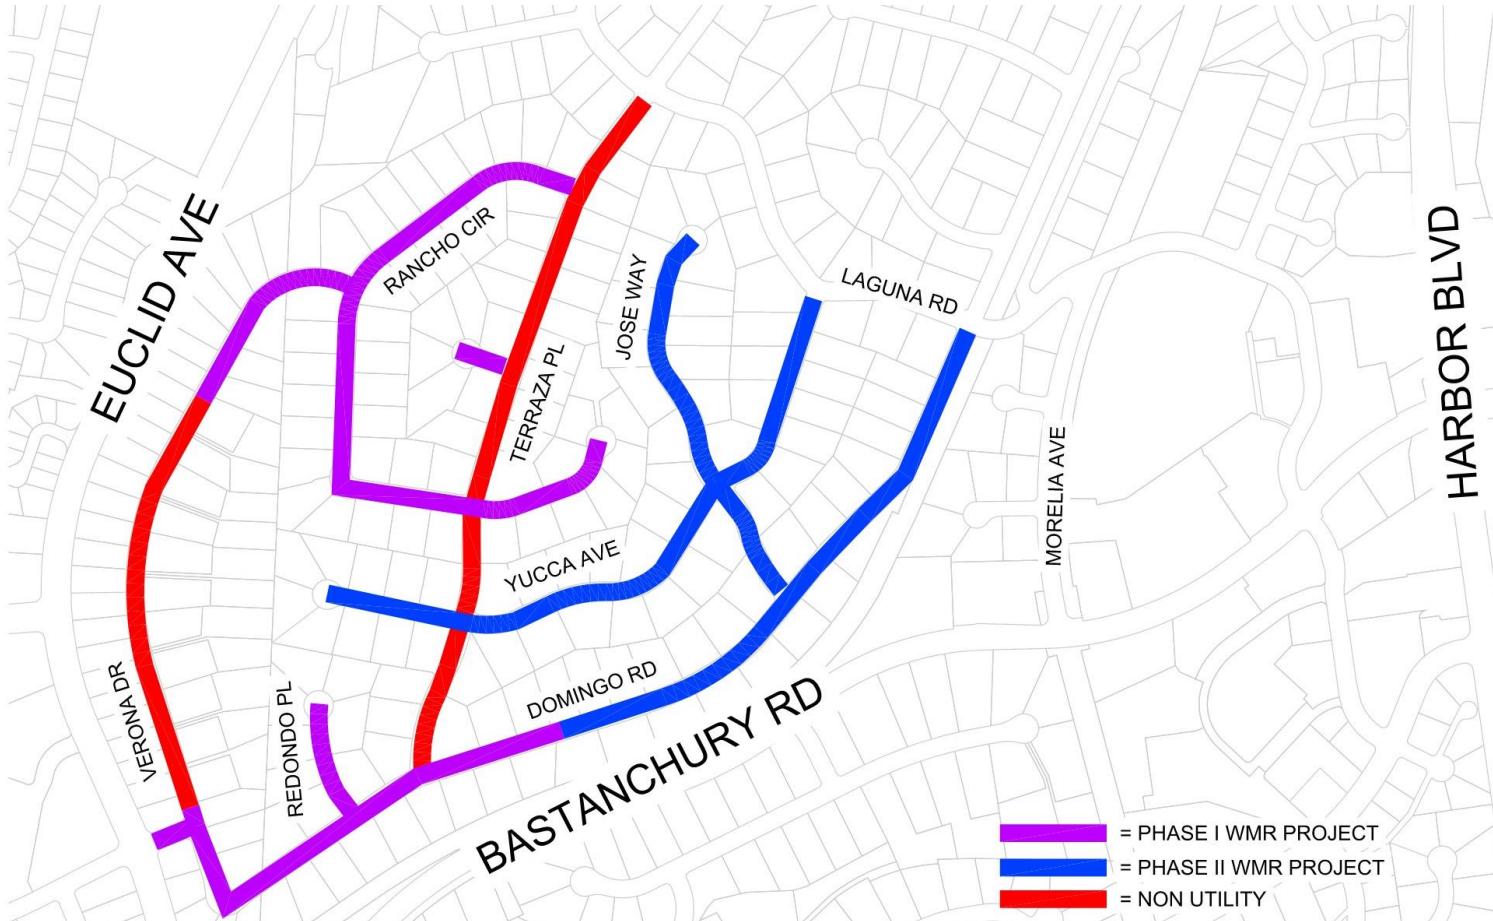 EUCLID AVE
RANCHO CIR
JOSE WAY
LAGUNA RD
HARBOR BLVD
TERRAZA PL
MORELIA AVE
YUCCA AVE
VERONA DR
REDONDO PL
DOMINGO RD
BASTANCHURY RD
= PHASE I WMR PROJECT
= PHASE II WMR PROJECT
= NON UTILITY